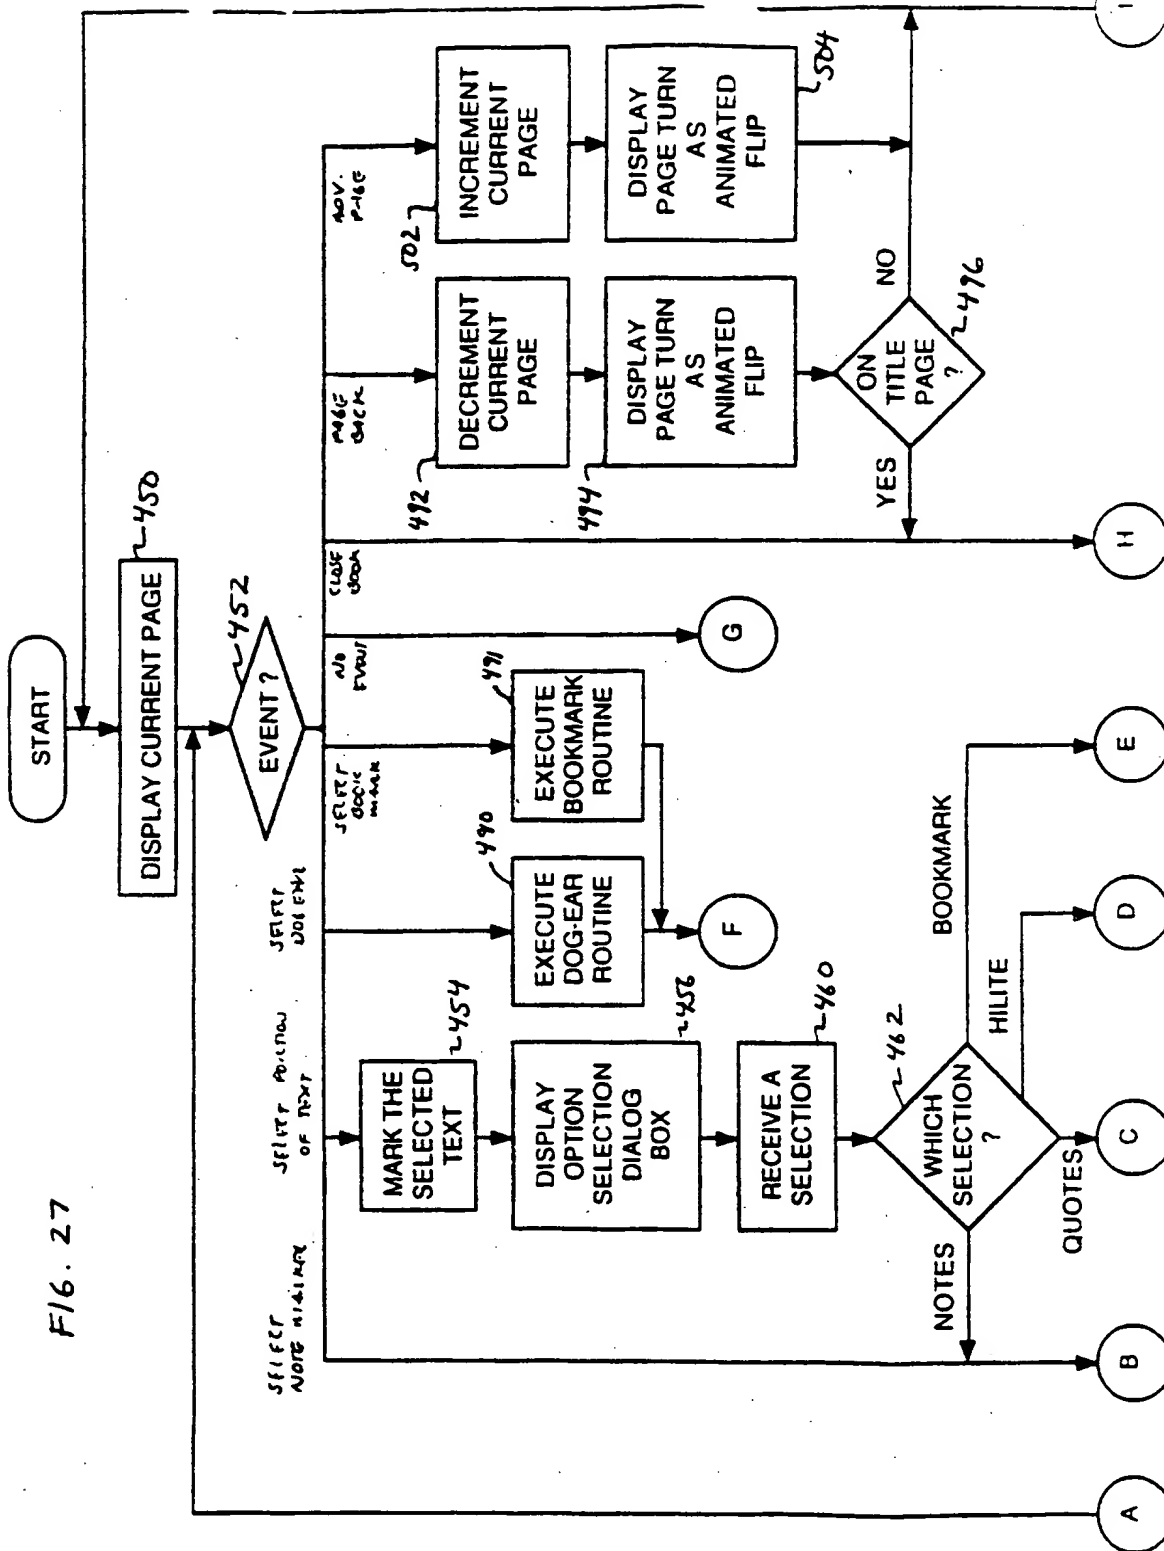 FIG. 27
START
DISPLAY CURRENT PAGE
450
EVENT?
452
SELECT
NOTE MARKER
SELECT PORTION
OF TEXT
SELECT
DOG EAR
SELECT
BOOK
MARK
NO
EVENT
CLOSE
BOOK
PAGE
BACK
ADV.
PAGE
MARK THE
SELECTED
TEXT
454
DISPLAY
OPTION
SELECTION
DIALOG
BOX
456
RECEIVE A
SELECTION
460
WHICH
SELECTION
?
462
NOTES
QUOTES
HILITE
BOOKMARK
EXECUTE
DOG-EAR
ROUTINE
490
EXECUTE
BOOKMARK
ROUTINE
491
DECREMENT
CURRENT
PAGE
492
DISPLAY
PAGE TURN
AS
ANIMATED
FLIP
494
ON
TITLE
PAGE
?
496
YES
NO
INCREMENT
CURRENT
PAGE
502
DISPLAY
PAGE TURN
AS
ANIMATED
FLIP
504
F
G
A
B
C
D
E
H
I